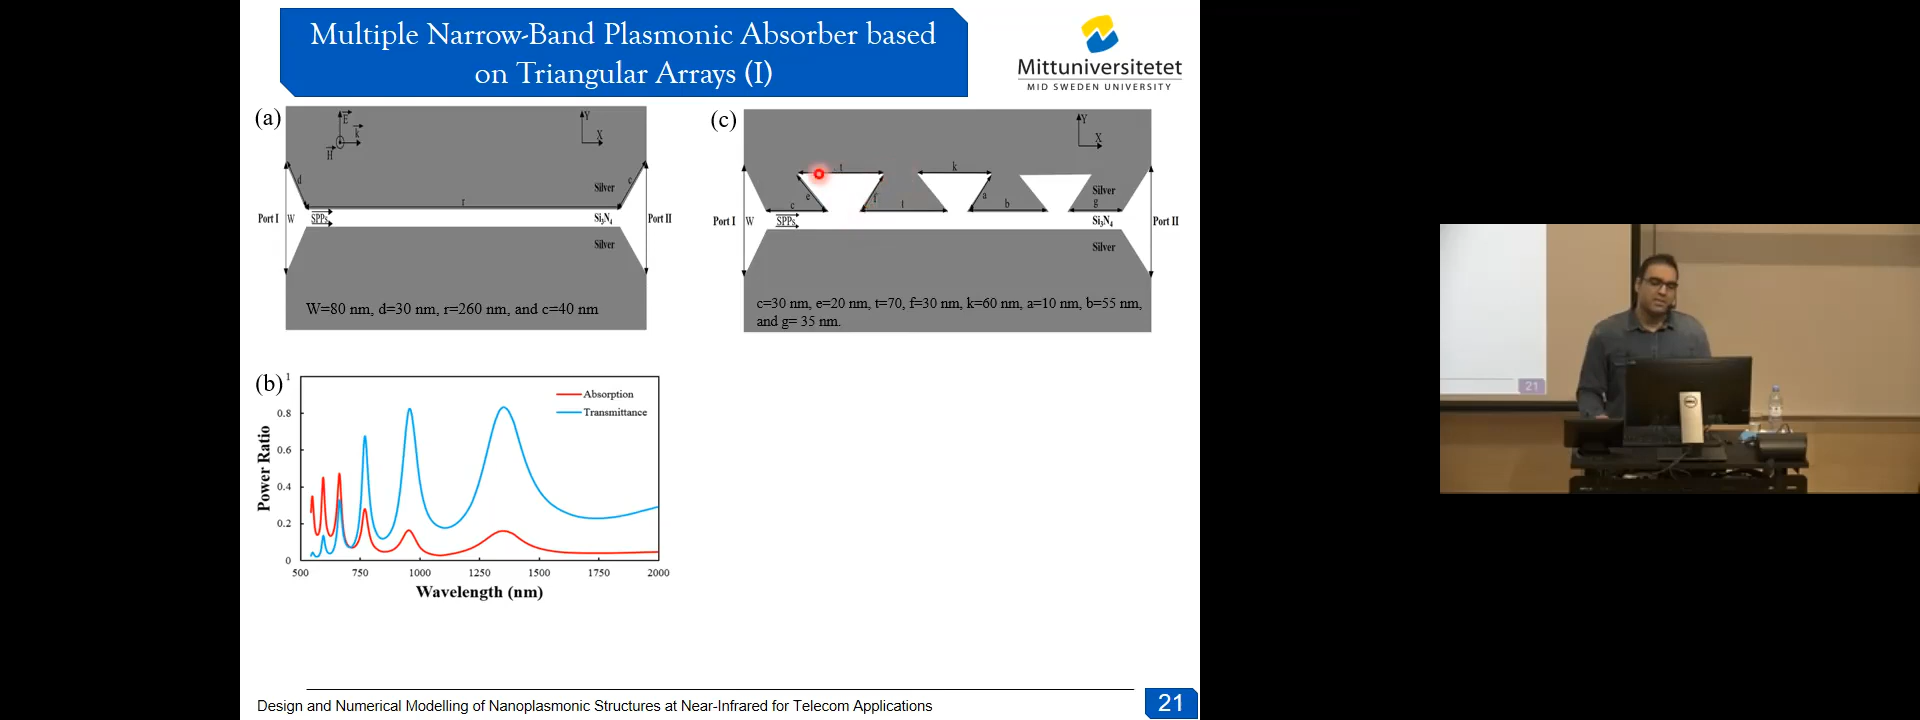 Multiple Narrow-Band Plasmonic Absorber based
on Triangular Arrays (I)
Mittuniversitetet
MID SWEDEN UNIVERSITY
(a)
E
k
H
Y
X
d
c
Silver
r
Port I
W
SPPs
Si3N4
Port II
Silver
W=80 nm, d=30 nm, r=260 nm, and c=40 nm
(c)
Y
X
t
k
e
f
a
Silver
c
t
b
g
Port I
W
SPPs
Si3N4
Port II
Silver
c=30 nm, e=20 nm, t=70, f=30 nm, k=60 nm, a=10 nm, b=55 nm,
and g= 35 nm.
(b)
1
0.8
0.6
0.4
0.2
0
Power Ratio
Absorption
Transmittance
500
750
1000
1250
1500
1750
2000
Wavelength (nm)
Design and Numerical Modelling of Nanoplasmonic Structures at Near-Infrared for Telecom Applications
21
21
DELL